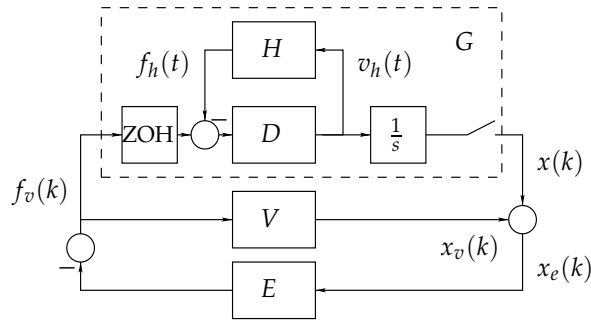 G
H
f_h(t)
v_h(t)
−
ZOH
D
1/s
x(k)
f_v(k)
V
x_v(k)
−
E
x_e(k)